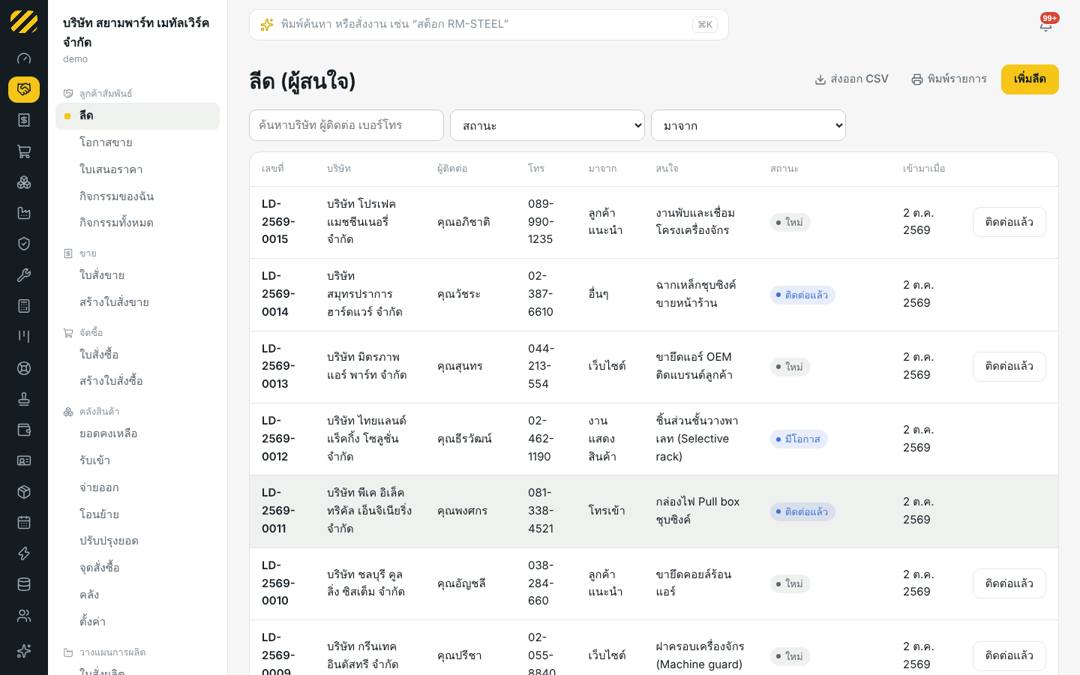 บริษัท สยามพาร์ท เมทัลเวิร์ค
จำกัด
demo
ลูกค้าสัมพันธ์
ลีด
โอกาสขาย
ใบเสนอราคา
กิจกรรมของฉัน
กิจกรรมทั้งหมด
ขาย
ใบสั่งขาย
สร้างใบสั่งขาย
จัดซื้อ
ใบสั่งซื้อ
สร้างใบสั่งซื้อ
คลังสินค้า
ยอดคงเหลือ
รับเข้า
จ่ายออก
โอนย้าย
ปรับปรุงยอด
จุดสั่งซื้อ
คลัง
ตั้งค่า
วางแผนการผลิต
ใบสั่งผลิต
พิมพ์ค้นหา หรือสั่งงาน เช่น “สต็อก RM-STEEL”
⌘K
99+
ลีด (ผู้สนใจ)
ส่งออก CSV
พิมพ์รายการ
เพิ่มลีด
ค้นหาบริษัท ผู้ติดต่อ เบอร์โทร
สถานะ
มาจาก
เลขที่ บริษัท ผู้ติดต่อ โทร มาจาก สนใจ สถานะ เข้ามาเมื่อ
LD-
2569-
0015
บริษัท โปรเฟค
แมชชีนเนอรี่
จำกัด
คุณอภิชาติ
089-
990-
1235
ลูกค้า
แนะนำ
งานพับและเชื่อม
โครงเครื่องจักร
ใหม่
2 ต.ค.
2569
ติดต่อแล้ว
LD-
2569-
0014
บริษัท
สมุทรปราการ
ฮาร์ดแวร์ จำกัด
คุณวัชระ
02-
387-
6610
อื่นๆ
ฉากเหล็กชุบซิงค์
ขายหน้าร้าน
ติดต่อแล้ว
2 ต.ค.
2569
LD-
2569-
0013
บริษัท มิตรภาพ
แอร์ พาร์ท จำกัด
คุณสุนทร
044-
213-
554
เว็บไซต์
ขายึดแอร์ OEM
ติดแบรนด์ลูกค้า
ใหม่
2 ต.ค.
2569
ติดต่อแล้ว
LD-
2569-
0012
บริษัท ไทยแลนด์
แร็คกิ้ง โซลูชั่น
จำกัด
คุณธีรวัฒน์
02-
462-
1190
งาน
แสดง
สินค้า
ชิ้นส่วนชั้นวางพา
เลท (Selective
rack)
มีโอกาส
2 ต.ค.
2569
LD-
2569-
0011
บริษัท พีเค อิเล็ค
ทริคัล เอ็นจิเนียริ่ง
จำกัด
คุณพงศกร
081-
338-
4521
โทรเข้า
กล่องไฟ Pull box
ชุบซิงค์
ติดต่อแล้ว
2 ต.ค.
2569
LD-
2569-
0010
บริษัท ชลบุรี คูล
ลิ่ง ซิสเต็ม จำกัด
คุณอัญชลี
038-
284-
660
ลูกค้า
แนะนำ
ขายึดคอยล์ร้อน
แอร์
ใหม่
2 ต.ค.
2569
ติดต่อแล้ว
LD-
2569-
0009
บริษัท กรีนเทค
อินดัสทรี จำกัด
คุณปรีชา
02-
055-
8840
เว็บไซต์
ฝาครอบเครื่องจักร
(Machine guard)
ใหม่
2 ต.ค.
2569
ติดต่อแล้ว